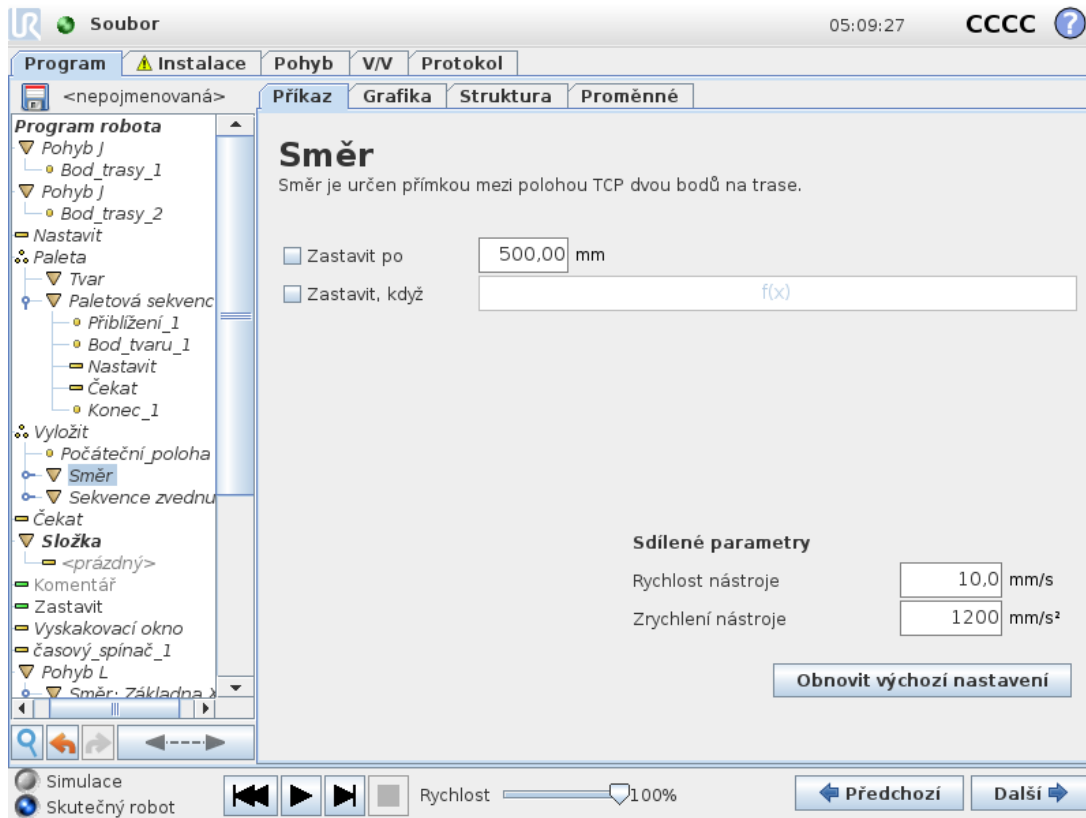 Soubor
05:09:27
CCCC
?
Program
Instalace
Pohyb
V/V
Protokol
<nepojmenovaná>
Příkaz
Grafika
Struktura
Proměnné
Program robota
Pohyb J
Bod_trasy_1
Pohyb J
Bod_trasy_2
Nastavit
Paleta
Tvar
Paletová sekvenc
Přiblížení_1
Bod_tvaru_1
Nastavit
Čekat
Konec_1
Vyložit
Počáteční_poloha
Směr
Sekvence zvednu
Čekat
Složka
<prázdný>
Komentář
Zastavit
Vyskakovací okno
časový_spínač_1
Pohyb L
Směr: Základna X
Směr
Směr je určen přímkou mezi polohou TCP dvou bodů na trase.
Zastavit po 500,00 mm
Zastavit, když f(x)
Sdílené parametry
Rychlost nástroje 10,0 mm/s
Zrychlení nástroje 1200 mm/s²
Obnovit výchozí nastavení
Simulace
Skutečný robot
Rychlost 100%
Předchozí
Další